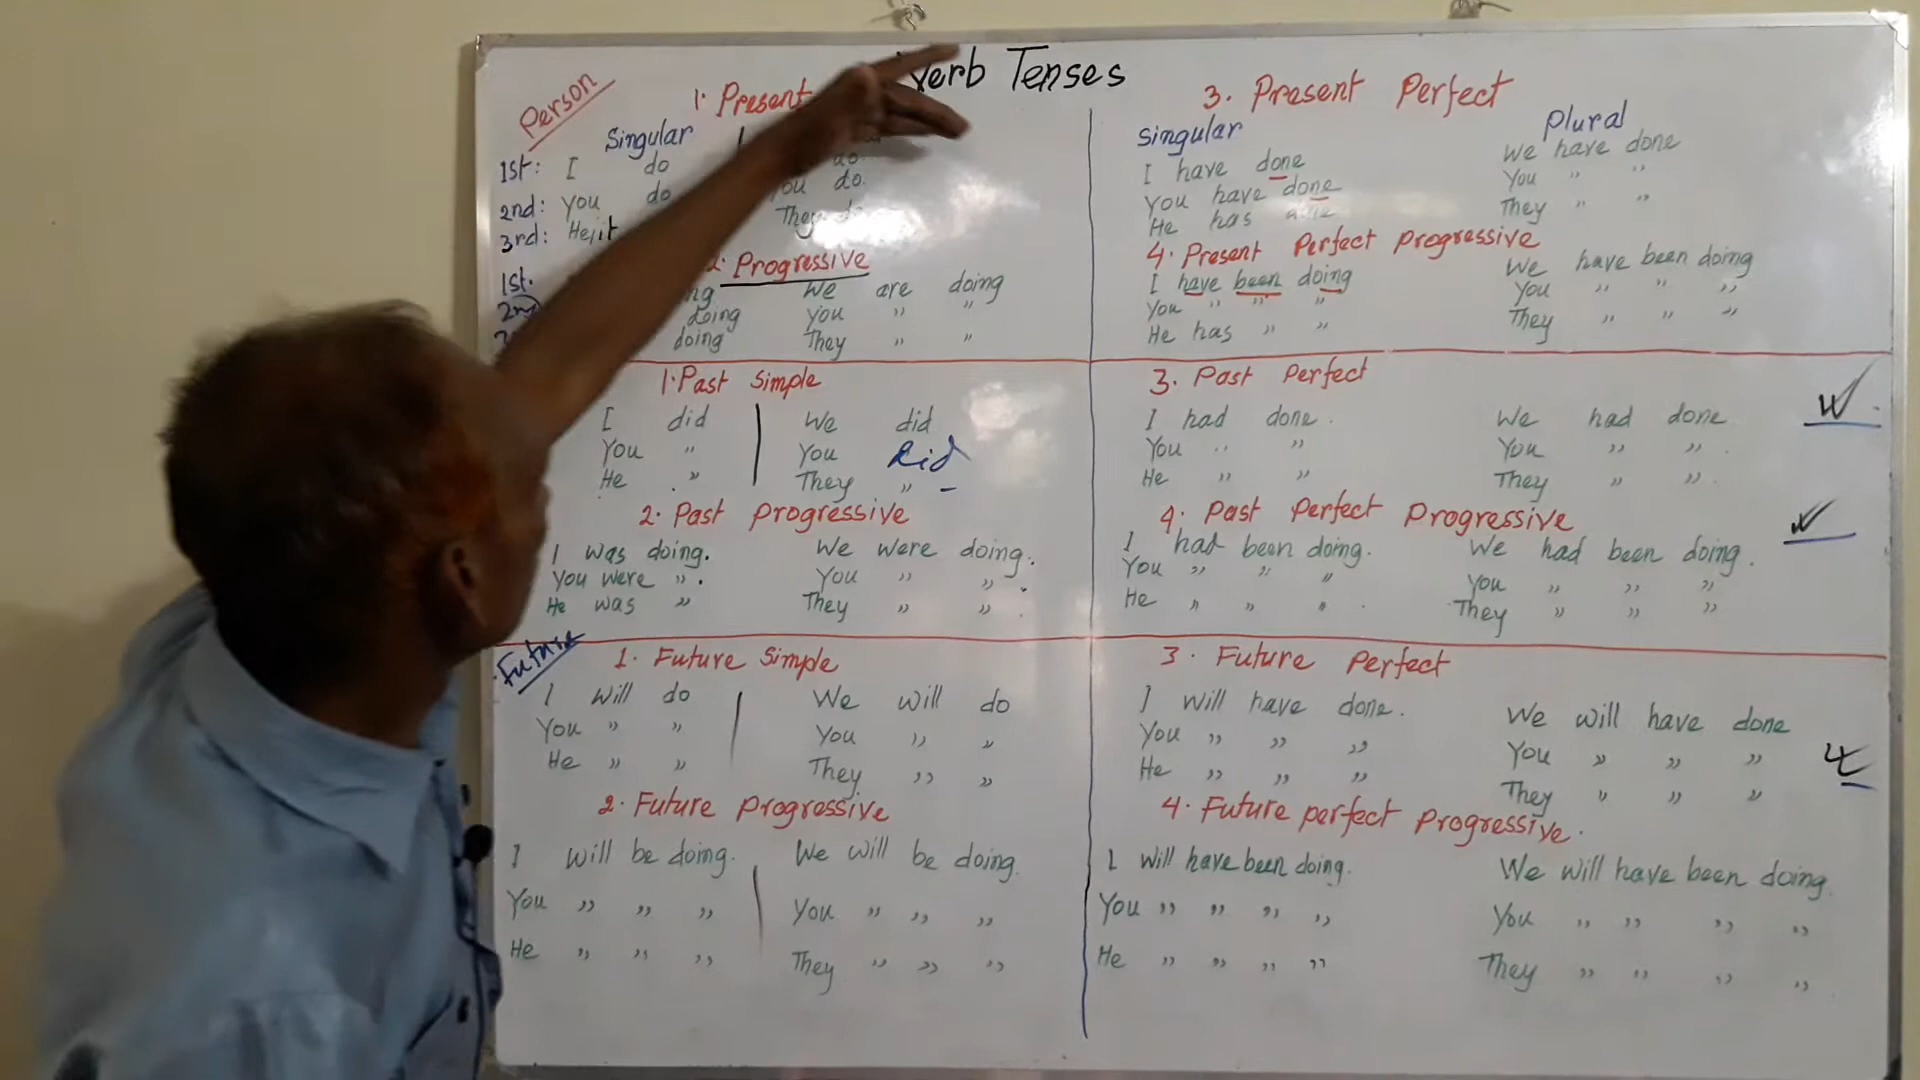 Verb Tenses
Person
1. Present
Singular
1st: I do
You do
2nd: You do
do.
3rd: He, it
They
2. Progressive
1st.
We are doing
2nd
doing You " "
doing They " "
3. Present Perfect
Singular Plural
I have done We have done
You have done You " "
He has They " "
4. Present Perfect Progressive
I have been doing We have been doing
You " " " You " " "
He has " " They " " "
1. Past Simple
I did We did
You " You did
He " They "
2. Past Progressive
I was doing. We were doing.
You were ". You " "
He was " They " "
3. Past Perfect
I had done. We had done
You " " You " ".
He " " They " ".
4. Past Perfect Progressive
I had been doing. We had been doing.
You " " " You " " "
He " " " They " " "
Future
1. Future Simple
I will do We will do
You " " You " "
He " " They " "
2. Future Progressive
I will be doing. We will be doing.
You " " " You " " "
He " " " They " " "
3. Future Perfect
I will have done. We will have done
You " " " You " " "
He " " " They " " "
4. Future perfect Progressive.
I will have been doing. We will have been doing.
You " " " " You " " " "
He " " " " They " " " "